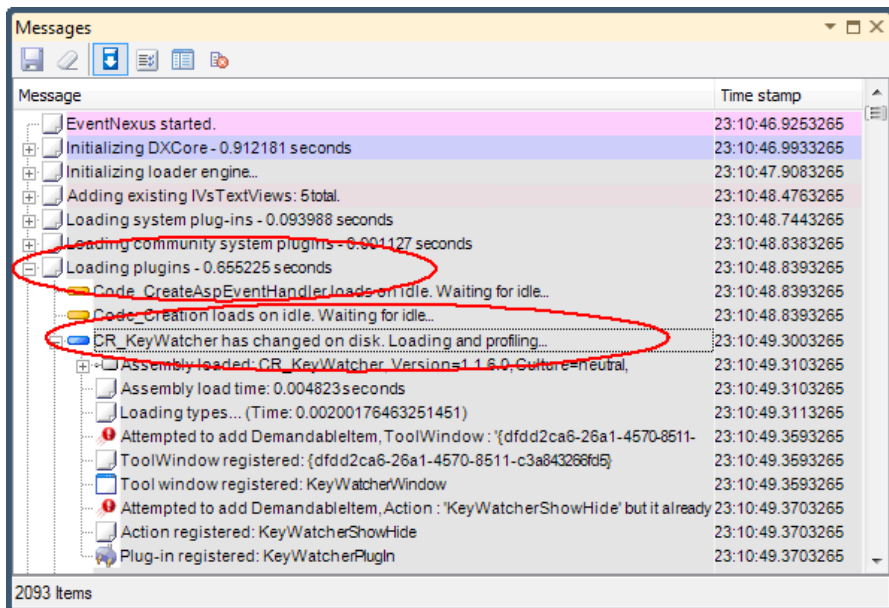 Messages
Message Time stamp
EventNexus started. 23:10:46.9253265
Initializing DXCore - 0.912181 seconds 23:10:46.9933265
Initializing loader engine... 23:10:47.9083265
Adding existing IVsTextViews: 5total. 23:10:48.4763265
Loading system plug-ins - 0.093988 seconds 23:10:48.7443265
Loading community system plugins - 0.001127 seconds 23:10:48.8383265
Loading plugins - 0.655225 seconds 23:10:48.8393265
Code_CreateAspEventHandler loads on idle. Waiting for idle... 23:10:48.8393265
Code_Creation loads on idle. Waiting for idle... 23:10:48.8393265
CR_KeyWatcher has changed on disk. Loading and profiling... 23:10:49.3003265
Assembly loaded: CR_KeyWatcher, Version=1.1.6.0, Culture=neutral, 23:10:49.3103265
Assembly load time: 0.004823seconds 23:10:49.3103265
Loading types... (Time: 0.00200176463251451) 23:10:49.3113265
Attempted to add DemandableItem, ToolWindow : '{dfdd2ca6-26a1-4570-8511- 23:10:49.3593265
ToolWindow registered: {dfdd2ca6-26a1-4570-8511-c3a843266fd5} 23:10:49.3593265
Tool window registered: KeyWatcherWindow 23:10:49.3593265
Attempted to add DemandableItem, Action : 'KeyWatcherShowHide' but it already 23:10:49.3703265
Action registered: KeyWatcherShowHide 23:10:49.3703265
Plug-in registered: KeyWatcherPlugIn 23:10:49.3703265
2093 Items